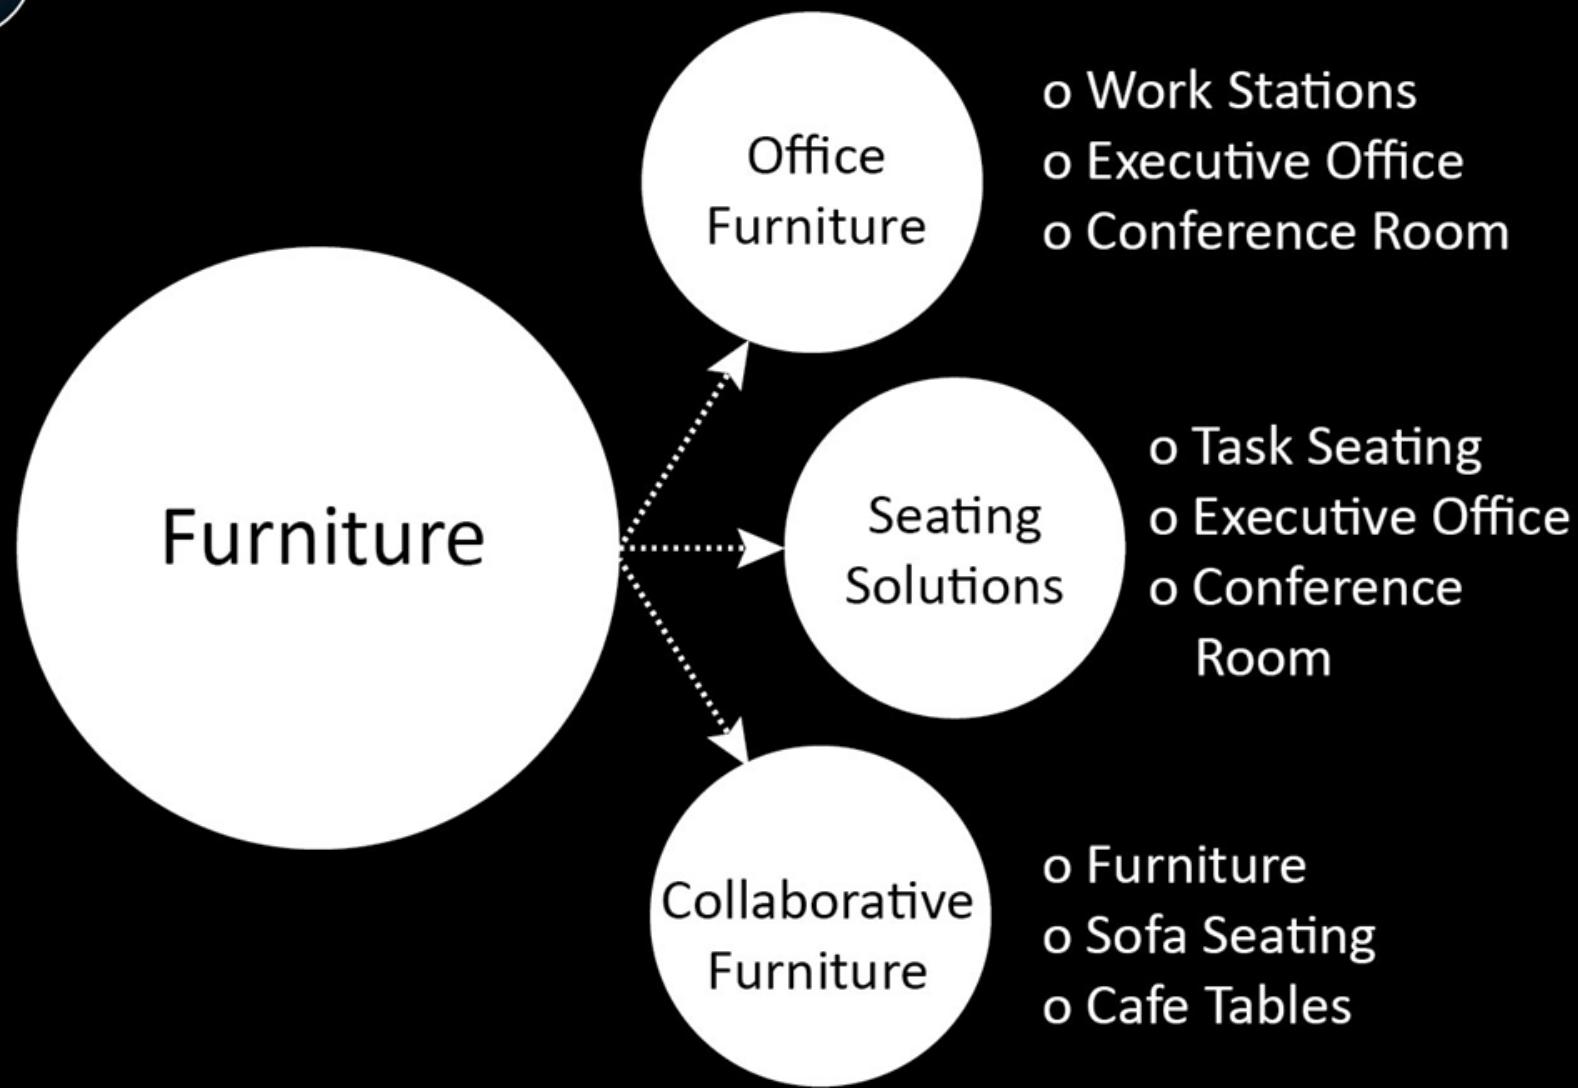 Furniture
Office
Furniture
o Work Stations
o Executive Office
o Conference Room
Seating
Solutions
o Task Seating
o Executive Office
o Conference
Room
Collaborative
Furniture
o Furniture
o Sofa Seating
o Cafe Tables